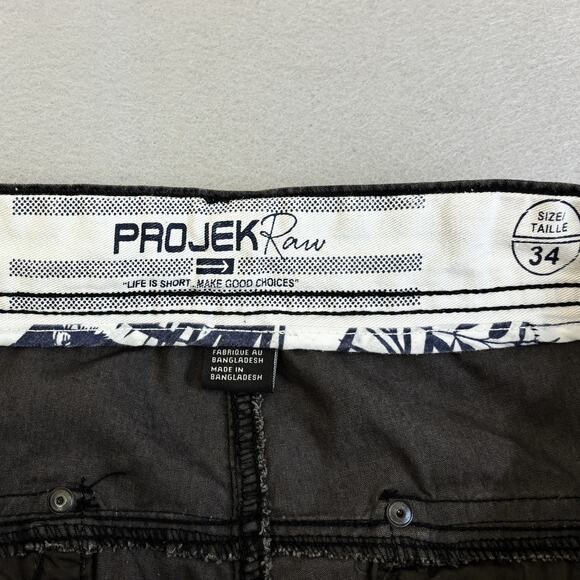 PROJEK Raw
"LIFE IS SHORT...MAKE GOOD CHOICES"
SIZE/
TAILLE
34
FABRIQUE AU
BANGLADESH
MADE IN
BANGLADESH